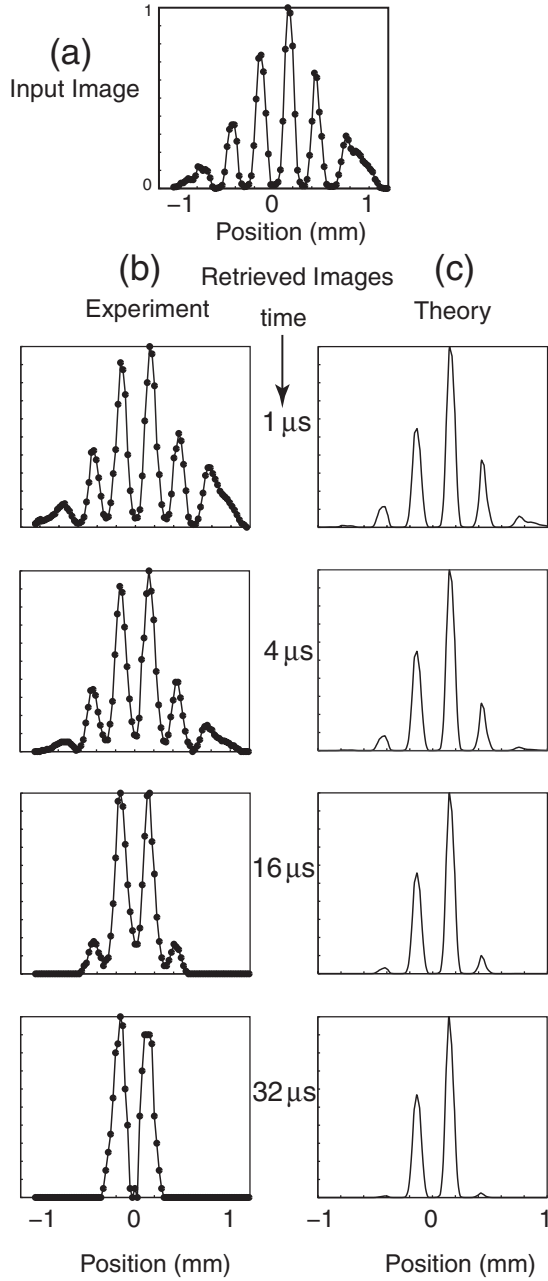 (a)
Input Image
1
0
−1 0 1
Position (mm)
(b)
Retrieved Images
(c)
Experiment
time
Theory
1 μs
4 μs
16 μs
32 μs
−1 0 1
−1 0 1
Position (mm)
Position (mm)